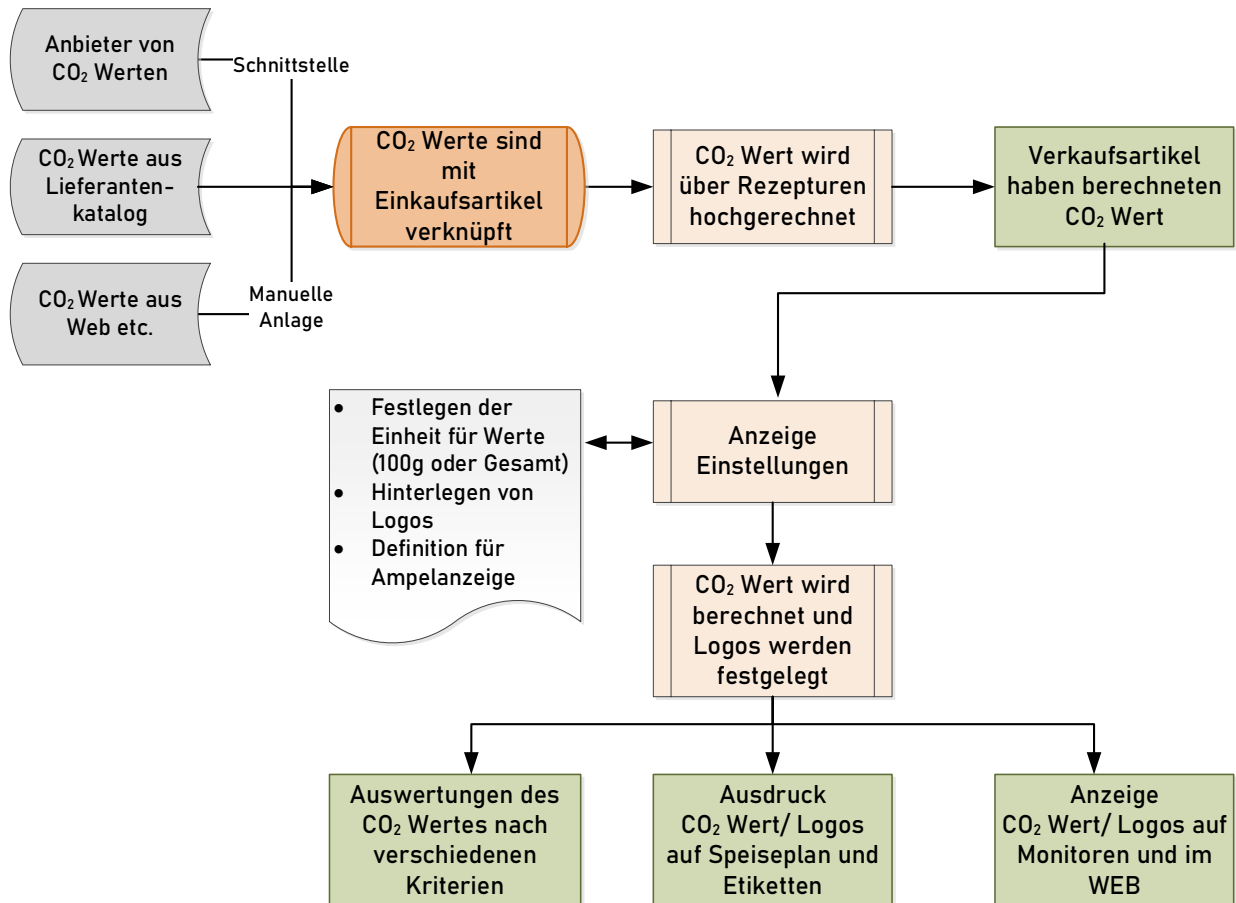 Anbieter von
CO₂ Werten
Schnittstelle
CO₂ Werte aus
Lieferanten-
katalog
CO₂ Werte aus
Web etc.
Manuelle
Anlage
CO₂ Werte sind
mit
Einkaufsartikel
verknüpft
CO₂ Wert wird
über Rezepturen
hochgerechnet
Verkaufsartikel
haben berechneten
CO₂ Wert
• Festlegen der
Einheit für Werte
(100g oder Gesamt)
• Hinterlegen von
Logos
• Definition für
Ampelanzeige
Anzeige
Einstellungen
CO₂ Wert wird
berechnet und
Logos werden
festgelegt
Auswertungen des
CO₂ Wertes nach
verschiedenen
Kriterien
Ausdruck
CO₂ Wert/ Logos
auf Speiseplan und
Etiketten
Anzeige
CO₂ Wert/ Logos auf
Monitoren und im
WEB